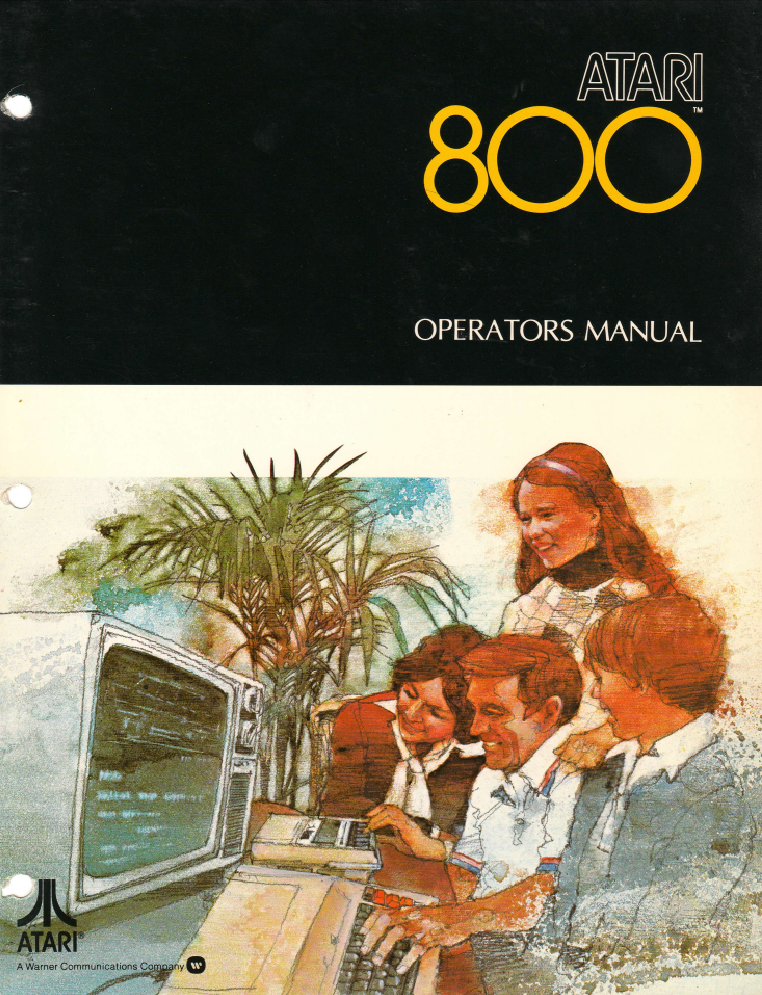 ATARI
™
800
OPERATORS MANUAL
ATARI®
A Warner Communications Company